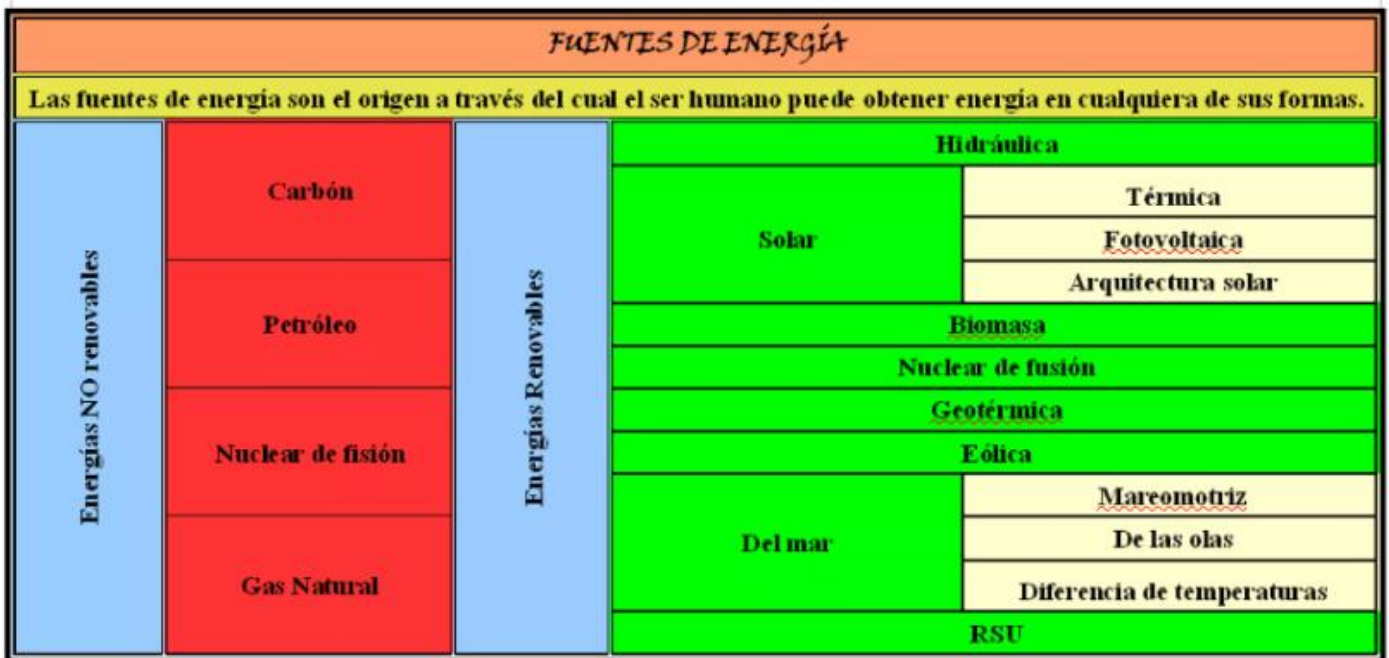 FUENTES DE ENERGÍA
Las fuentes de energía son el origen a través del cual el ser humano puede obtener energía en cualquiera de sus formas.
Energías NO renovables
Carbón
Petróleo
Nuclear de fisión
Gas Natural
Energías Renovables
Hidráulica
Solar
Térmica
Fotovoltaica
Arquitectura solar
Biomasa
Nuclear de fusión
Geotérmica
Eólica
Del mar
Mareomotriz
De las olas
Diferencia de temperaturas
RSU